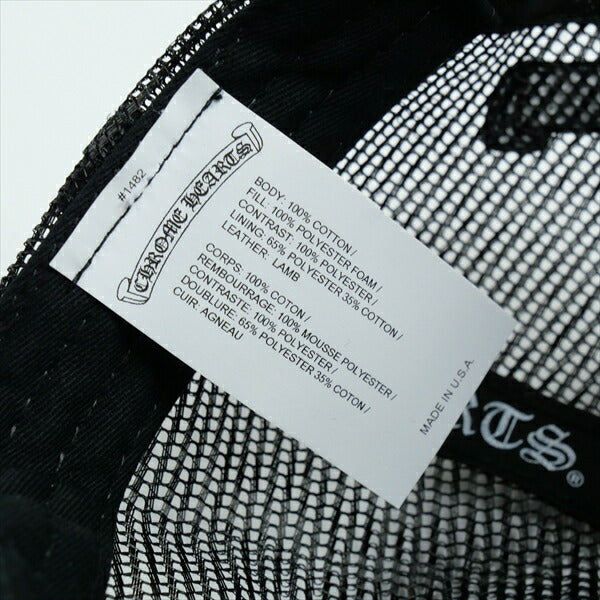 #1482
CHROME HEARTS
BODY: 100% COTTON /
FILL: 100% POLYESTER FOAM /
CONTRAST: 100% POLYESTER /
LINING: 65% POLYESTER 35% COTTON /
LEATHER: LAMB
CORPS: 100% COTON /
REMBOURRAGE: 100% MOUSSE POLYESTER /
CONTRASTE: 100% POLYESTER /
DOUBLURE: 65% POLYESTER 35% COTON /
CUIR: AGNEAU
MADE IN U.S.A.
RTS®